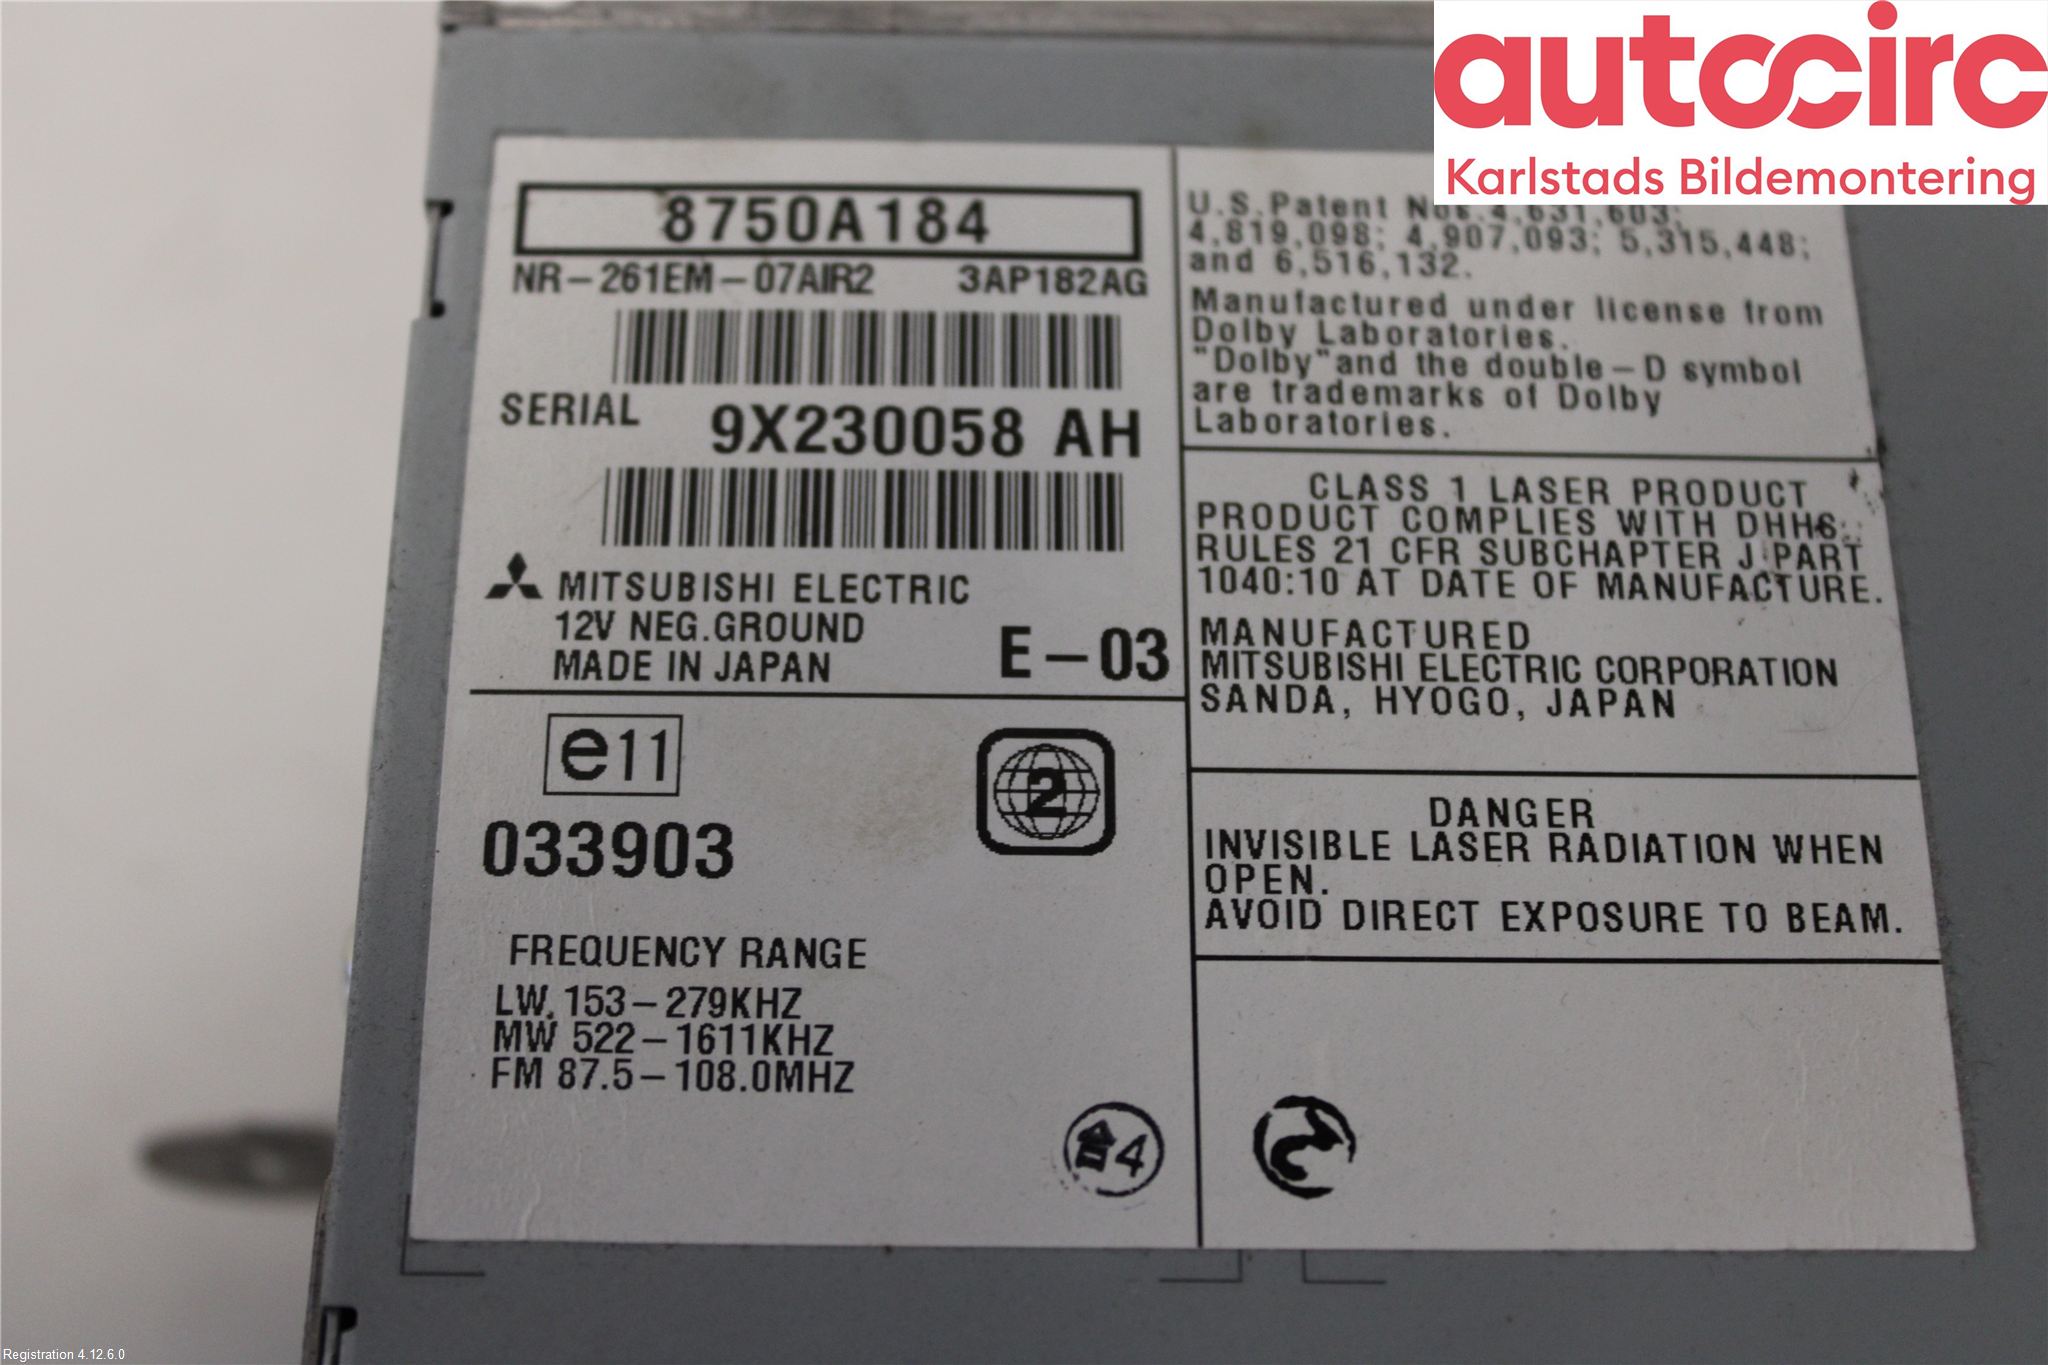 autocirc
Karlstads Bildemontering
8750A184
NR-261EM-07AIR2 3AP182AG
SERIAL 9X230058 AH
MITSUBISHI ELECTRIC
12V NEG.GROUND
MADE IN JAPAN
E-03
e11
2
033903
FREQUENCY RANGE
LW. 153-279KHZ
MW 522-1611KHZ
FM 87.5-108.0MHZ
4
U.S.Patent Nos.4,631,603;
4,819,098; 4,907,093; 5,315,448;
and 6,516,132.
Manufactured under license from
Dolby Laboratories.
"Dolby"and the double-D symbol
are trademarks of Dolby
Laboratories.
CLASS 1 LASER PRODUCT
PRODUCT COMPLIES WITH DHHS
RULES 21 CFR SUBCHAPTER J PART
1040:10 AT DATE OF MANUFACTURE.
MANUFACTURED
MITSUBISHI ELECTRIC CORPORATION
SANDA, HYOGO, JAPAN
DANGER
INVISIBLE LASER RADIATION WHEN
OPEN.
AVOID DIRECT EXPOSURE TO BEAM.
Registration 4.12.6.0